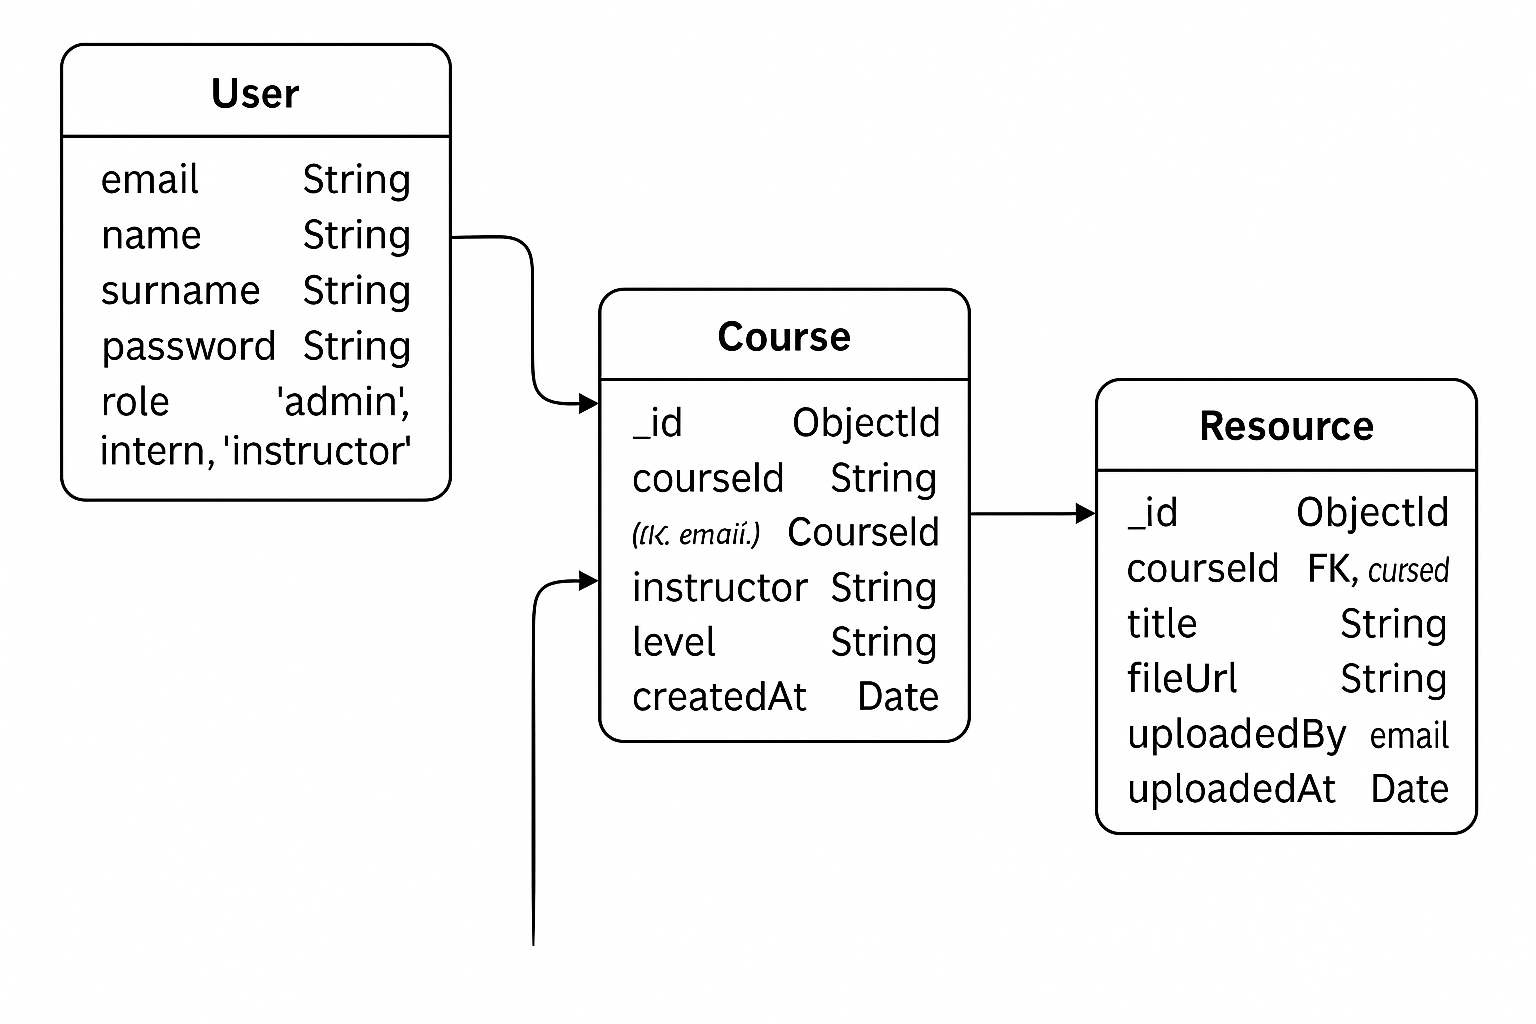 User
email String
name String
surname String
password String
role 'admin',
intern, 'instructor'
Course
_id ObjectId
courseId String
CourseId
instructor String
level String
createdAt Date
Resource
_id ObjectId
courseId FK, cursed
title String
fileUrl String
uploadedBy email
uploadedAt Date